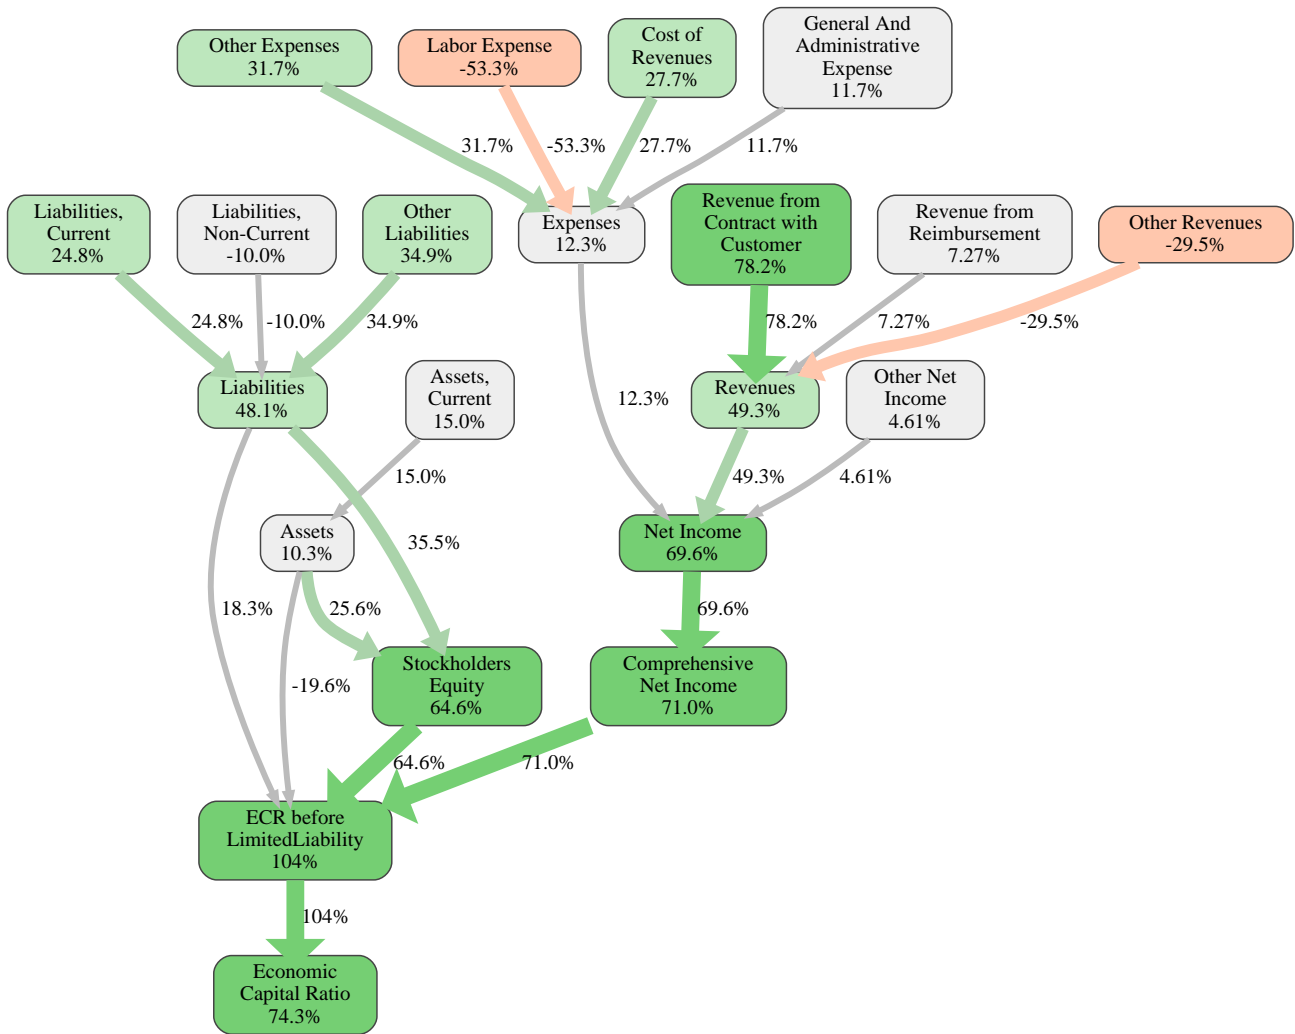 Other Expenses
31.7%
Labor Expense
-53.3%
Cost of
Revenues
27.7%
General And
Administrative
Expense
11.7%
31.7%
-53.3%
27.7%
11.7%
Liabilities,
Current
24.8%
Liabilities,
Non-Current
-10.0%
Other
Liabilities
34.9%
Expenses
12.3%
Revenue from
Contract with
Customer
78.2%
Revenue from
Reimbursement
7.27%
Other Revenues
-29.5%
24.8%
-10.0%
34.9%
78.2%
7.27%
-29.5%
Liabilities
48.1%
Assets,
Current
15.0%
12.3%
Revenues
49.3%
Other Net
Income
4.61%
15.0%
49.3%
4.61%
Assets
10.3%
35.5%
Net Income
69.6%
18.3%
25.6%
69.6%
-19.6%
Stockholders
Equity
64.6%
Comprehensive
Net Income
71.0%
64.6%
71.0%
ECR before
LimitedLiability
104%
104%
Economic
Capital Ratio
74.3%